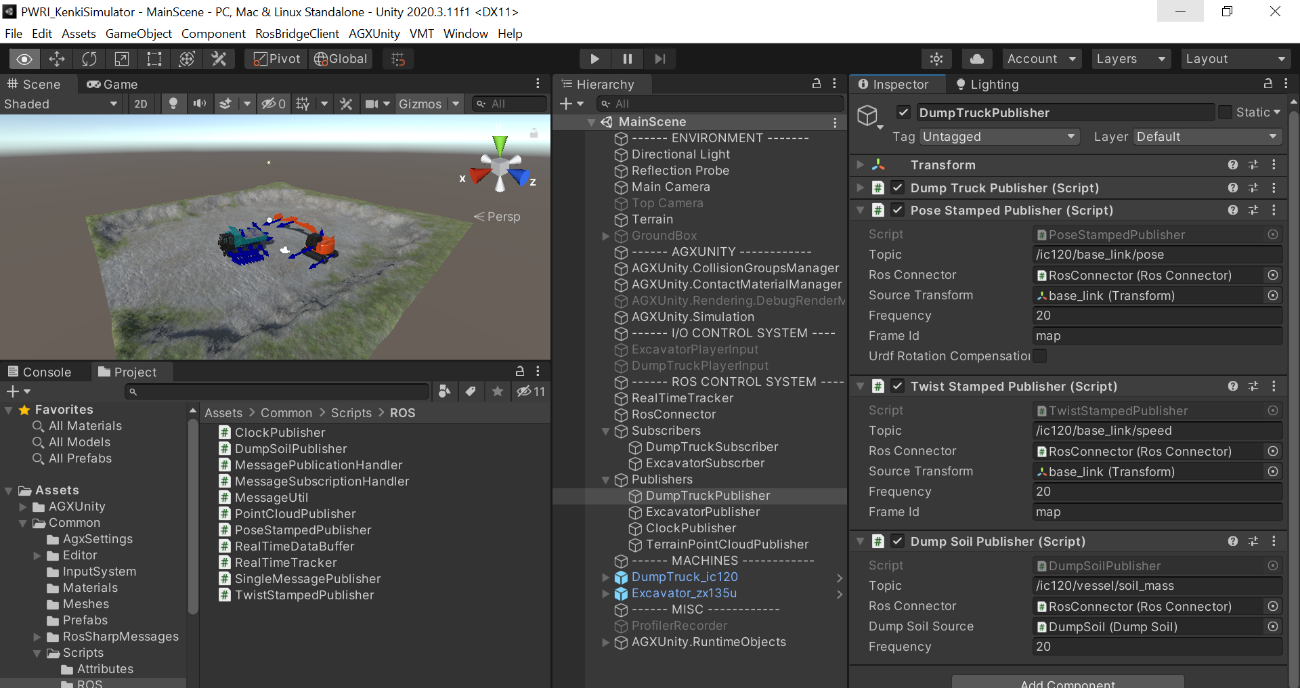 PWRI_KenkiSimulator - MainScene - PC, Mac & Linux Standalone - Unity 2020.3.11f1 <DX11>
File Edit Assets GameObject Component RosBridgeClient AGXUnity VMT Window Help
Pivot Global Account Layers Layout
Scene Game
Shaded 2D 0 Gizmos All
X Z
Persp
Console Project
11
Favorites
All Materials
All Models
All Prefabs
Assets
AGXUnity
Common
AgxSettings
Editor
InputSystem
Materials
Meshes
Prefabs
RosSharpMessages
Scripts
Attributes
ROS
Assets > Common > Scripts > ROS
ClockPublisher
DumpSoilPublisher
MessagePublicationHandler
MessageSubscriptionHandler
MessageUtil
PointCloudPublisher
PoseStampedPublisher
RealTimeDataBuffer
RealTimeTracker
SingleMessagePublisher
TwistStampedPublisher
Hierarchy
All
MainScene
------ ENVIRONMENT -------
Directional Light
Reflection Probe
Main Camera
Top Camera
Terrain
GroundBox
------ AGXUNITY ------------
AGXUnity.CollisionGroupsManager
AGXUnity.ContactMaterialManager
AGXUnity.Rendering.DebugRenderM
AGXUnity.Simulation
------ I/O CONTROL SYSTEM ----
ExcavatorPlayerInput
DumpTruckPlayerInput
------ ROS CONTROL SYSTEM ----
RealTimeTracker
RosConnector
Subscribers
DumpTruckSubscriber
ExcavatorSubscrber
Publishers
DumpTruckPublisher
ExcavatorPublisher
ClockPublisher
TerrainPointCloudPublisher
------ MACHINES ------------
DumpTruck_ic120
Excavator_zx135u
------ MISC ------------
ProfilerRecorder
AGXUnity.RuntimeObjects
Inspector Lighting
DumpTruckPublisher Static
Tag Untagged Layer Default
Transform
Dump Truck Publisher (Script)
Pose Stamped Publisher (Script)
Script PoseStampedPublisher
Topic /ic120/base_link/pose
Ros Connector RosConnector (Ros Connector)
Source Transform base_link (Transform)
Frequency 20
Frame Id map
Urdf Rotation Compensation
Twist Stamped Publisher (Script)
Script TwistStampedPublisher
Topic /ic120/base_link/speed
Ros Connector RosConnector (Ros Connector)
Source Transform base_link (Transform)
Frequency 20
Frame Id map
Dump Soil Publisher (Script)
Script DumpSoilPublisher
Topic /ic120/vessel/soil_mass
Ros Connector RosConnector (Ros Connector)
Dump Soil Source DumpSoil (Dump Soil)
Frequency 20
Add Component